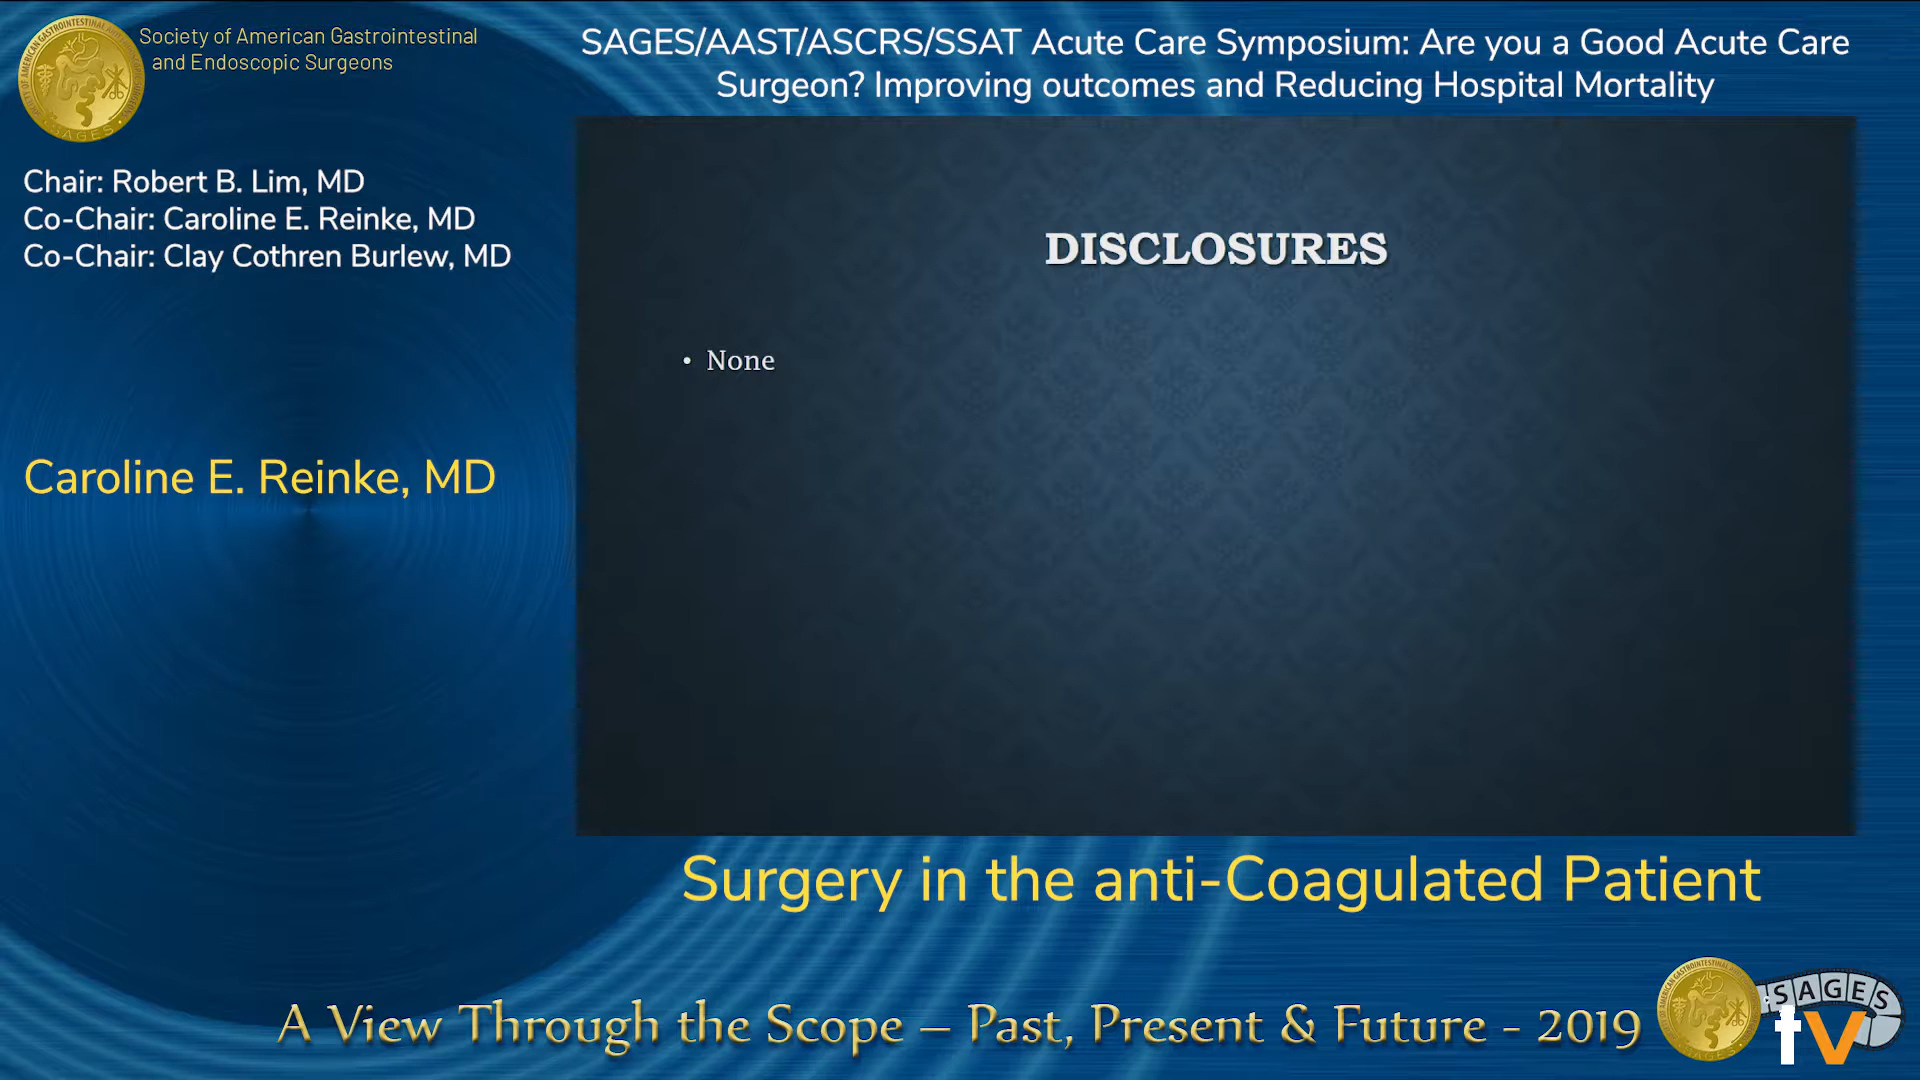 Society of American Gastrointestinal
and Endoscopic Surgeons
SAGES/AAST/ASCRS/SSAT Acute Care Symposium: Are you a Good Acute Care
Surgeon? Improving outcomes and Reducing Hospital Mortality
Chair: Robert B. Lim, MD
Co-Chair: Caroline E. Reinke, MD
Co-Chair: Clay Cothren Burlew, MD
Caroline E. Reinke, MD
DISCLOSURES
• None
Surgery in the anti-Coagulated Patient
A View Through the Scope – Past, Present & Future - 2019
SAGES
tv